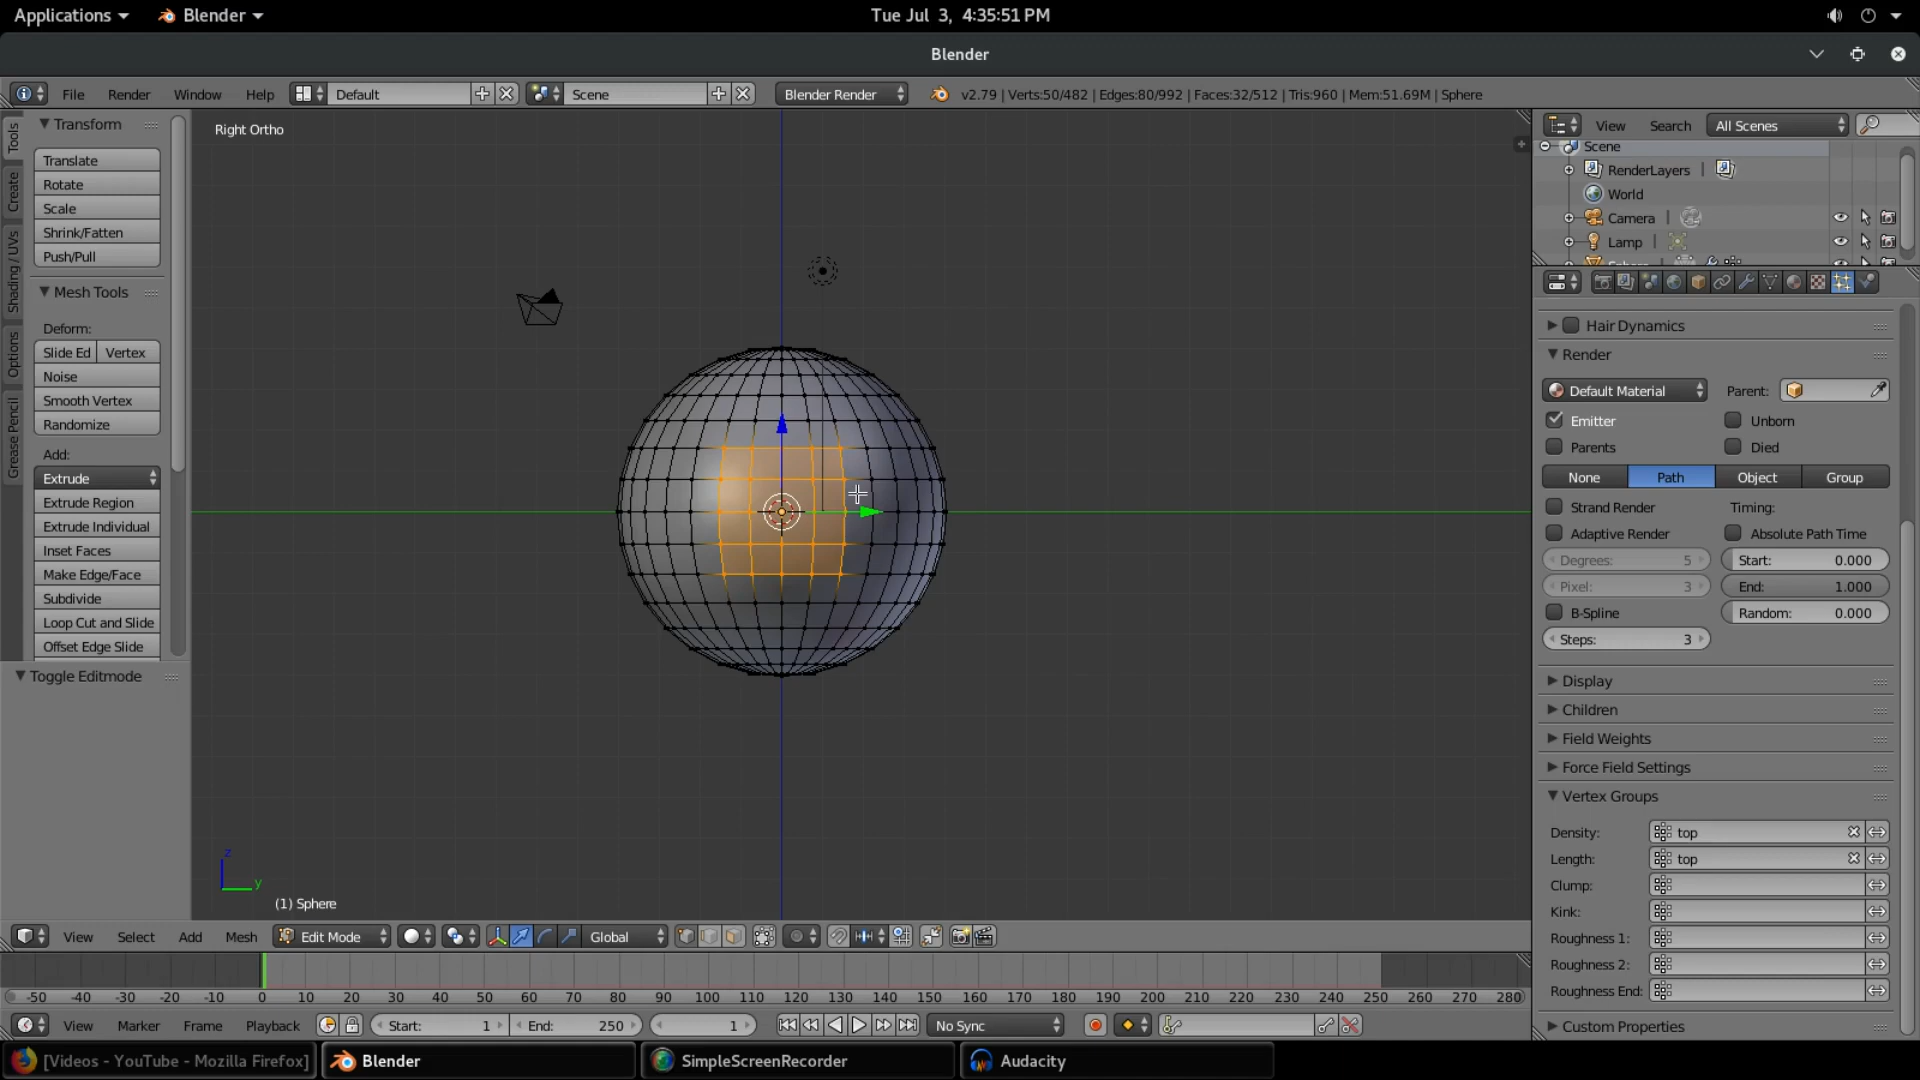 Applications Blender Tue Jul 3, 4:35:51 PM
Blender
File Render Window Help Default Scene Blender Render v2.79 | Verts:50/482 | Edges:80/992 | Faces:32/512 | Tris:960 | Mem:51.69M | Sphere
Tools
Create
Shading / UVs
Options
Grease Pencil
Transform
Translate
Rotate
Scale
Shrink/Fatten
Push/Pull
Mesh Tools
Deform:
Slide Ed Vertex
Noise
Smooth Vertex
Randomize
Add:
Extrude
Extrude Region
Extrude Individual
Inset Faces
Make Edge/Face
Subdivide
Loop Cut and Slide
Offset Edge Slide
Toggle Editmode
Right Ortho
z
y
(1) Sphere
View Search All Scenes
Scene
RenderLayers |
World
Camera |
Lamp |
Sphere
Hair Dynamics
Render
Default Material Parent:
Emitter Unborn
Parents Died
None Path Object Group
Strand Render Timing:
Adaptive Render Absolute Path Time
Degrees: 5 Start: 0.000
Pixel: 3 End: 1.000
B-Spline Random: 0.000
Steps: 3
Display
Children
Field Weights
Force Field Settings
Vertex Groups
Density: top
Length: top
Clump:
Kink:
Roughness 1:
Roughness 2:
Roughness End:
Custom Properties
View Select Add Mesh Edit Mode Global
-50 -40 -30 -20 -10 0 10 20 30 40 50 60 70 80 90 100 110 120 130 140 150 160 170 180 190 200 210 220 230 240 250 260 270 280
View Marker Frame Playback Start: 1 End: 250 1 No Sync
[Videos - YouTube - Mozilla Firefox] Blender SimpleScreenRecorder Audacity